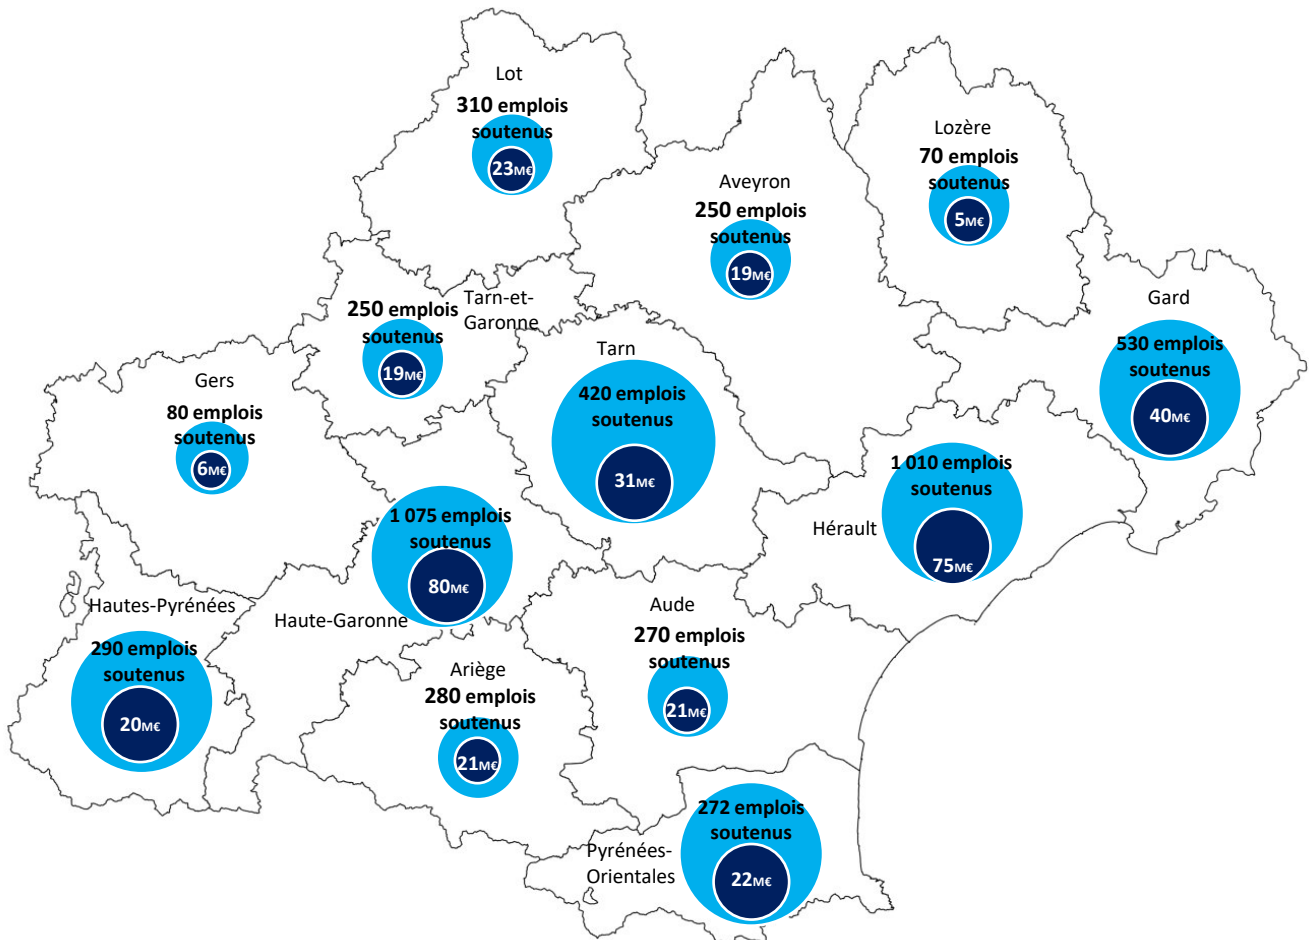 Lot
310 emplois
soutenus
23M€
Lozère
70 emplois
soutenus
5M€
Aveyron
250 emplois
soutenus
19M€
Tarn-et-
Garonne
250 emplois
soutenus
19M€
Gard
530 emplois
soutenus
40M€
Tarn
420 emplois
soutenus
31M€
Gers
80 emplois
soutenus
6M€
Hérault
1 010 emplois
soutenus
75M€
Haute-Garonne
1 075 emplois
soutenus
80M€
Hautes-Pyrénées
290 emplois
soutenus
20M€
Aude
270 emplois
soutenus
21M€
Ariège
280 emplois
soutenus
21M€
Pyrénées-
Orientales
272 emplois
soutenus
22M€